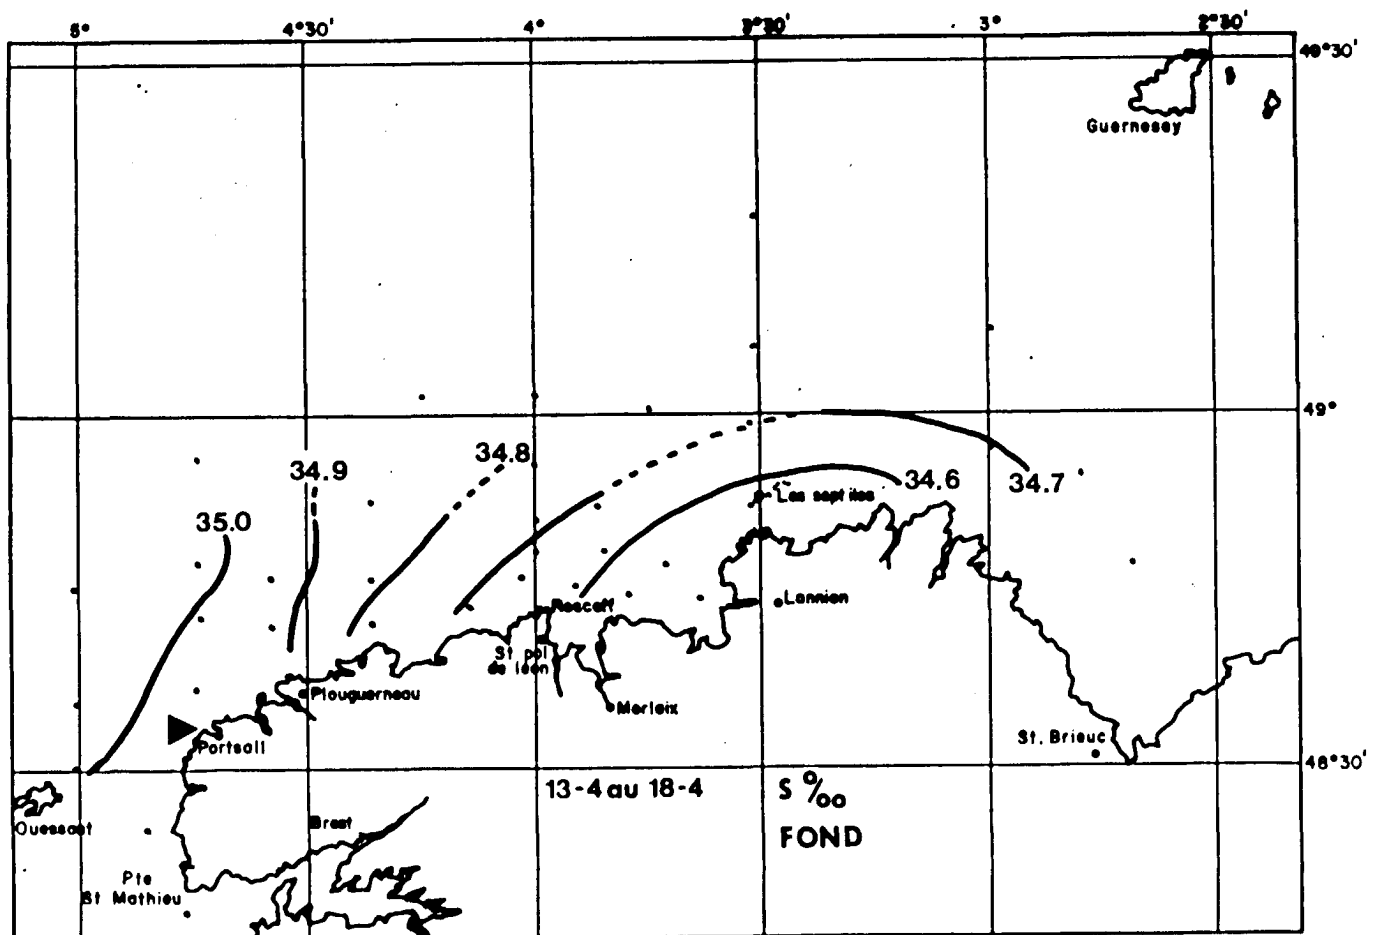 5° 4°30' 4° 3°30' 3° 2°30'
49°30'
Guernesey
49°
34.8
34.9
34.6
34.7
Les sept iles
35.0
Lannion
Roscoff
St pol
de léon
Plouguerneau
Morlaix
St. Brieuc
Portsall
48°30'
13-4 au 18-4
S ‰
FOND
Ouessant
Brest
Pte
St Mathieu